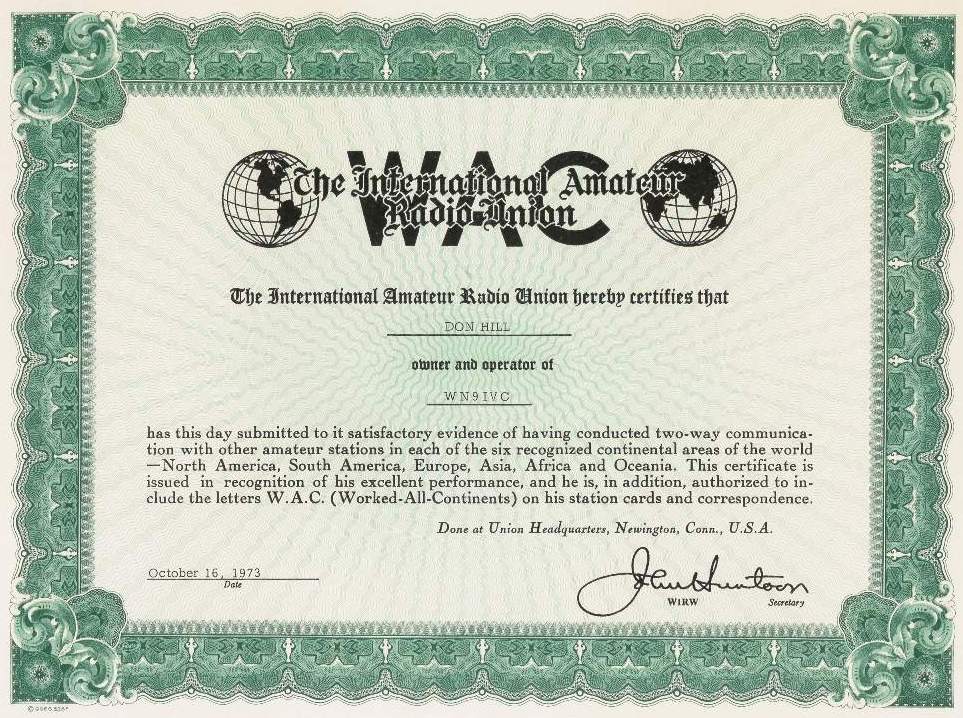 WAC
The International Amateur
Radio Union
The International Amateur Radio Union hereby certifies that
DON HILL
owner and operator of
WN9IVC
has this day submitted to it satisfactory evidence of having conducted two-way communica-
tion with other amateur stations in each of the six recognized continental areas of the world
—North America, South America, Europe, Asia, Africa and Oceania. This certificate is
issued in recognition of his excellent performance, and he is, in addition, authorized to in-
clude the letters W.A.C. (Worked-All-Continents) on his station cards and correspondence.
Done at Union Headquarters, Newington, Conn., U.S.A.
October 16, 1973
Date
John Huntoon
W1RW Secretary